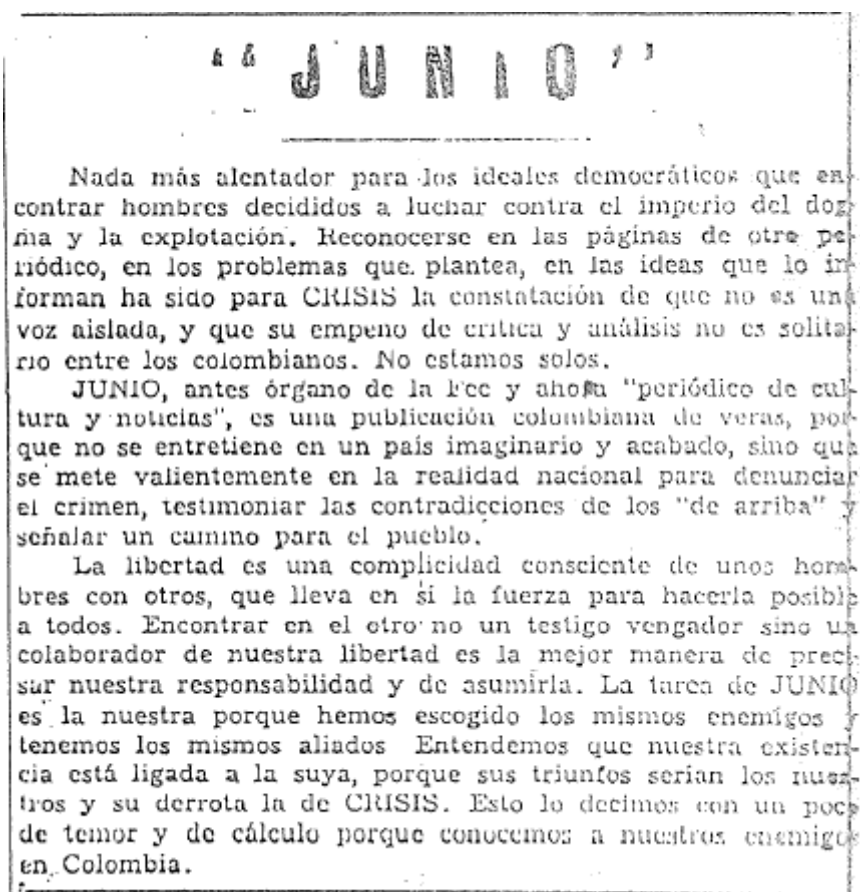 "JUNIO"
Nada más alentador para los ideales democráticos que en-
contrar hombres decididos a luchar contra el imperio del dog-
ma y la explotación. Reconocerse en las páginas de otro pe-
riódico, en los problemas que plantea, en las ideas que lo in-
forman ha sido para CRISIS la constatación de que no es una
voz aislada, y que su empeno de critica y análisis no es solita-
rio entre los colombianos. No estamos solos.
JUNIO, antes órgano de la Fec y ahora "periódico de cul-
tura y noticias", es una publicación colombiana de veras, por-
que no se entretiene en un país imaginario y acabado, sino que
se mete valientemente en la realidad nacional para denunciar
el crimen, testimoniar las contradicciones de los "de arriba" y
señalar un camino para el pueblo.
La libertad es una complicidad consciente de unos hom-
bres con otros, que lleva en si la fuerza para hacerla posible
a todos. Encontrar en el otro no un testigo vengador sino un
colaborador de nuestra libertad es la mejor manera de preci-
sar nuestra responsabilidad y de asumirla. La tarea de JUNIO
es la nuestra porque hemos escogido los mismos enemigos y
tenemos los mismos aliados Entendemos que nuestra existen-
cia está ligada a la suya, porque sus triunfos serian los nues-
tros y su derrota la de CRISIS. Esto lo decimos con un poco
de temor y de cálculo porque conocemos a nuestros enemigos
en Colombia.